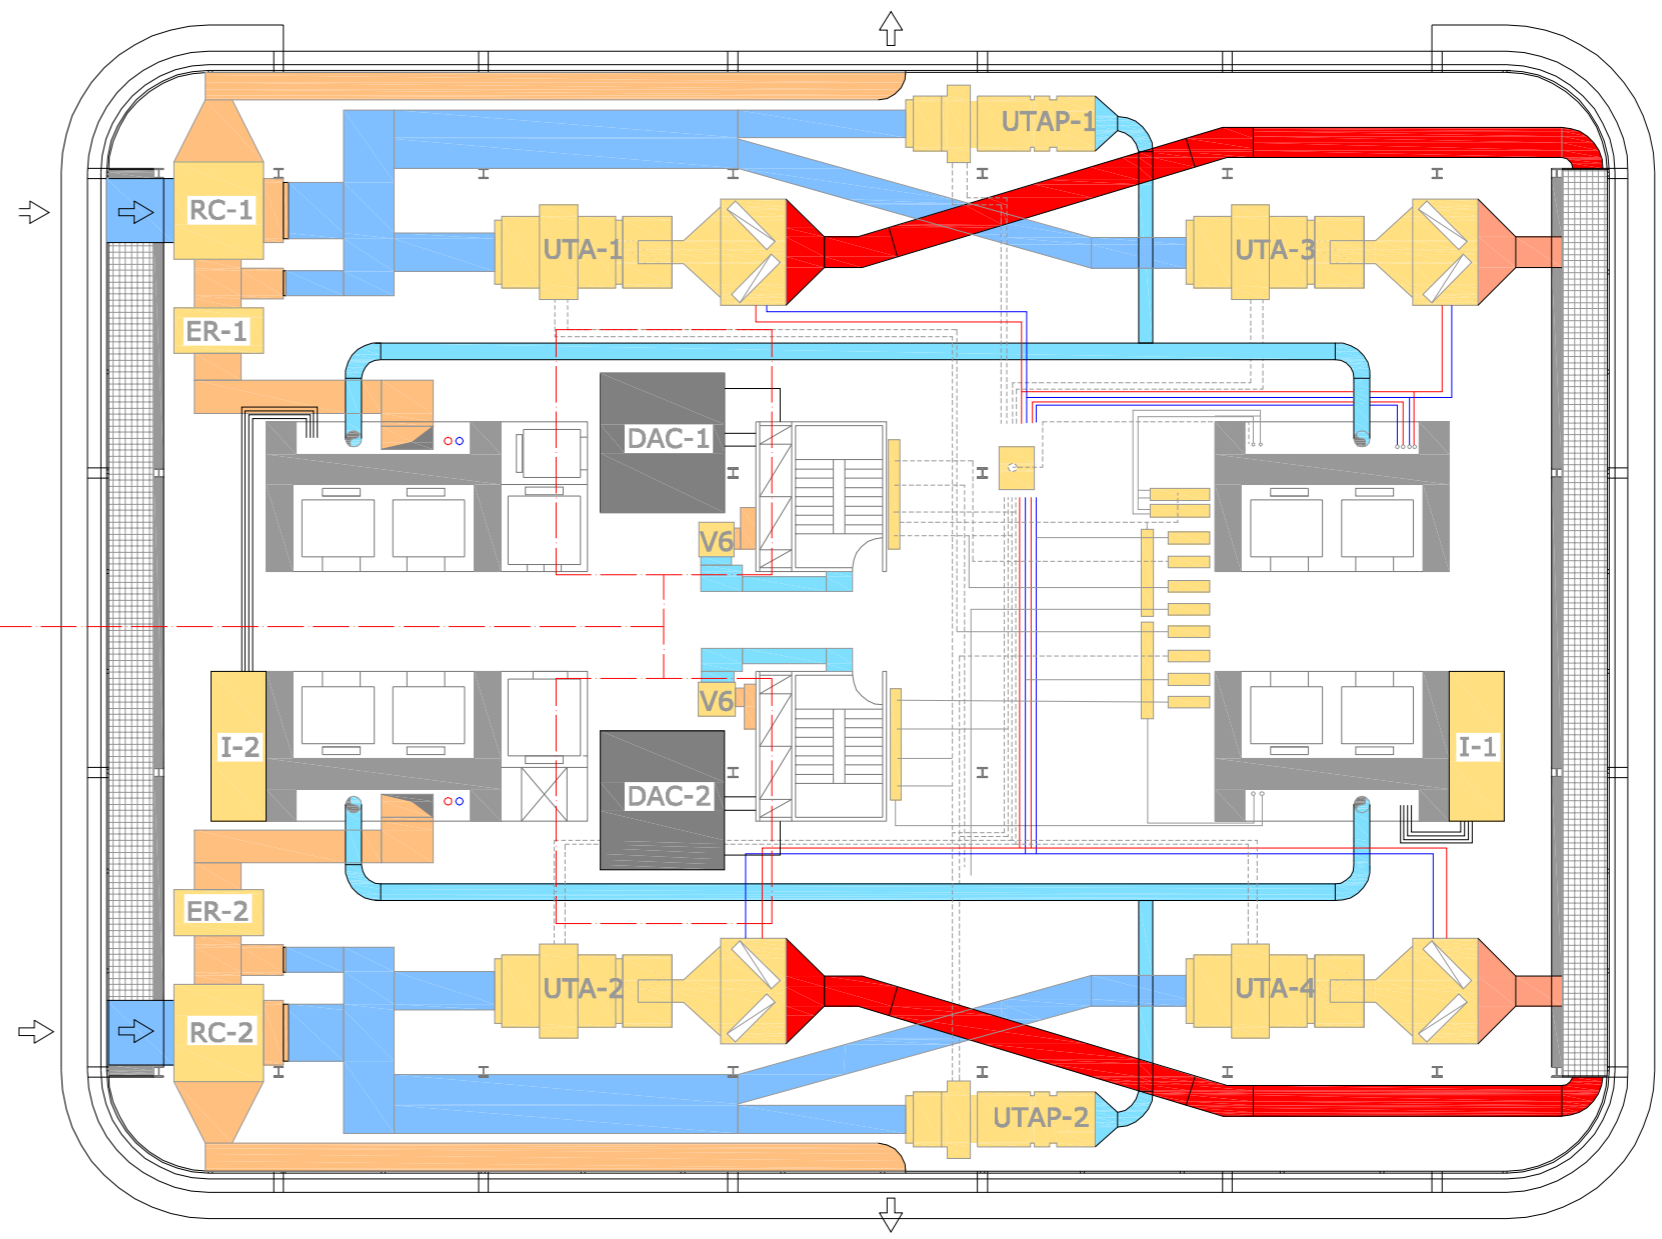 UTAP-1
RC-1
UTA-1
UTA-3
ER-1
DAC-1
V6
V6
I-2
I-1
DAC-2
ER-2
UTA-2
UTA-4
RC-2
UTAP-2